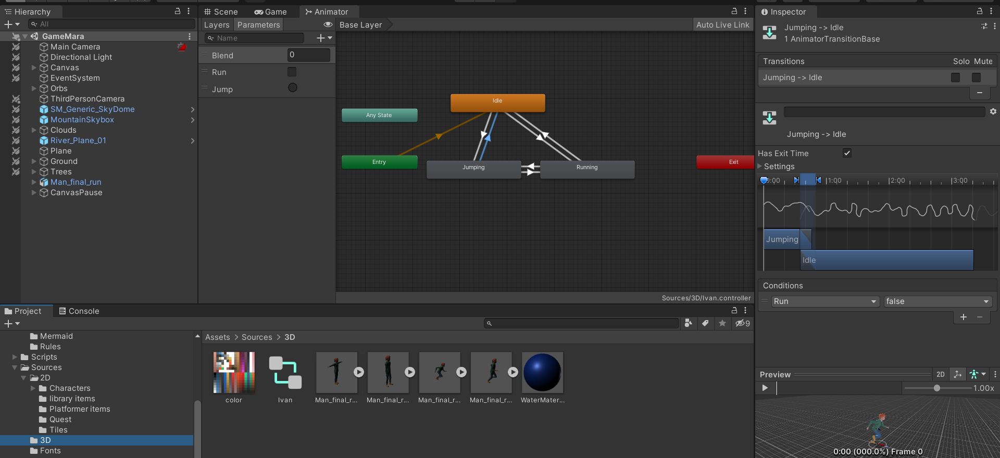 Hierarchy
All
GameMara
Main Camera
Directional Light
Canvas
EventSystem
Orbs
ThirdPersonCamera
SM_Generic_SkyDome
MountainSkybox
Clouds
River_Plane_01
Plane
Ground
Trees
Man_final_run
CanvasPause
Scene Game Animator
Layers Parameters Base Layer Auto Live Link
Name
Blend 0
Run
Jump
Idle
Any State
Entry
Jumping
Running
Exit
Sources/3D/Ivan.controller
Inspector
Jumping -> Idle
1 AnimatorTransitionBase
Transitions Solo Mute
Jumping -> Idle
Jumping -> Idle
Has Exit Time
Settings
0:00 1:00 2:00 3:00
Jumping
Idle
Conditions
Run false
Preview 2D
1.00x
0:00 (000.0%) Frame 0
Project Console
9
Mermaid
Rules
Scripts
Sources
2D
Characters
library items
Platformer items
Quest
Tiles
3D
Fonts
Assets > Sources > 3D
color Ivan Man_final_r... Man_final_r... Man_final_r... Man_final_r... WaterMater...